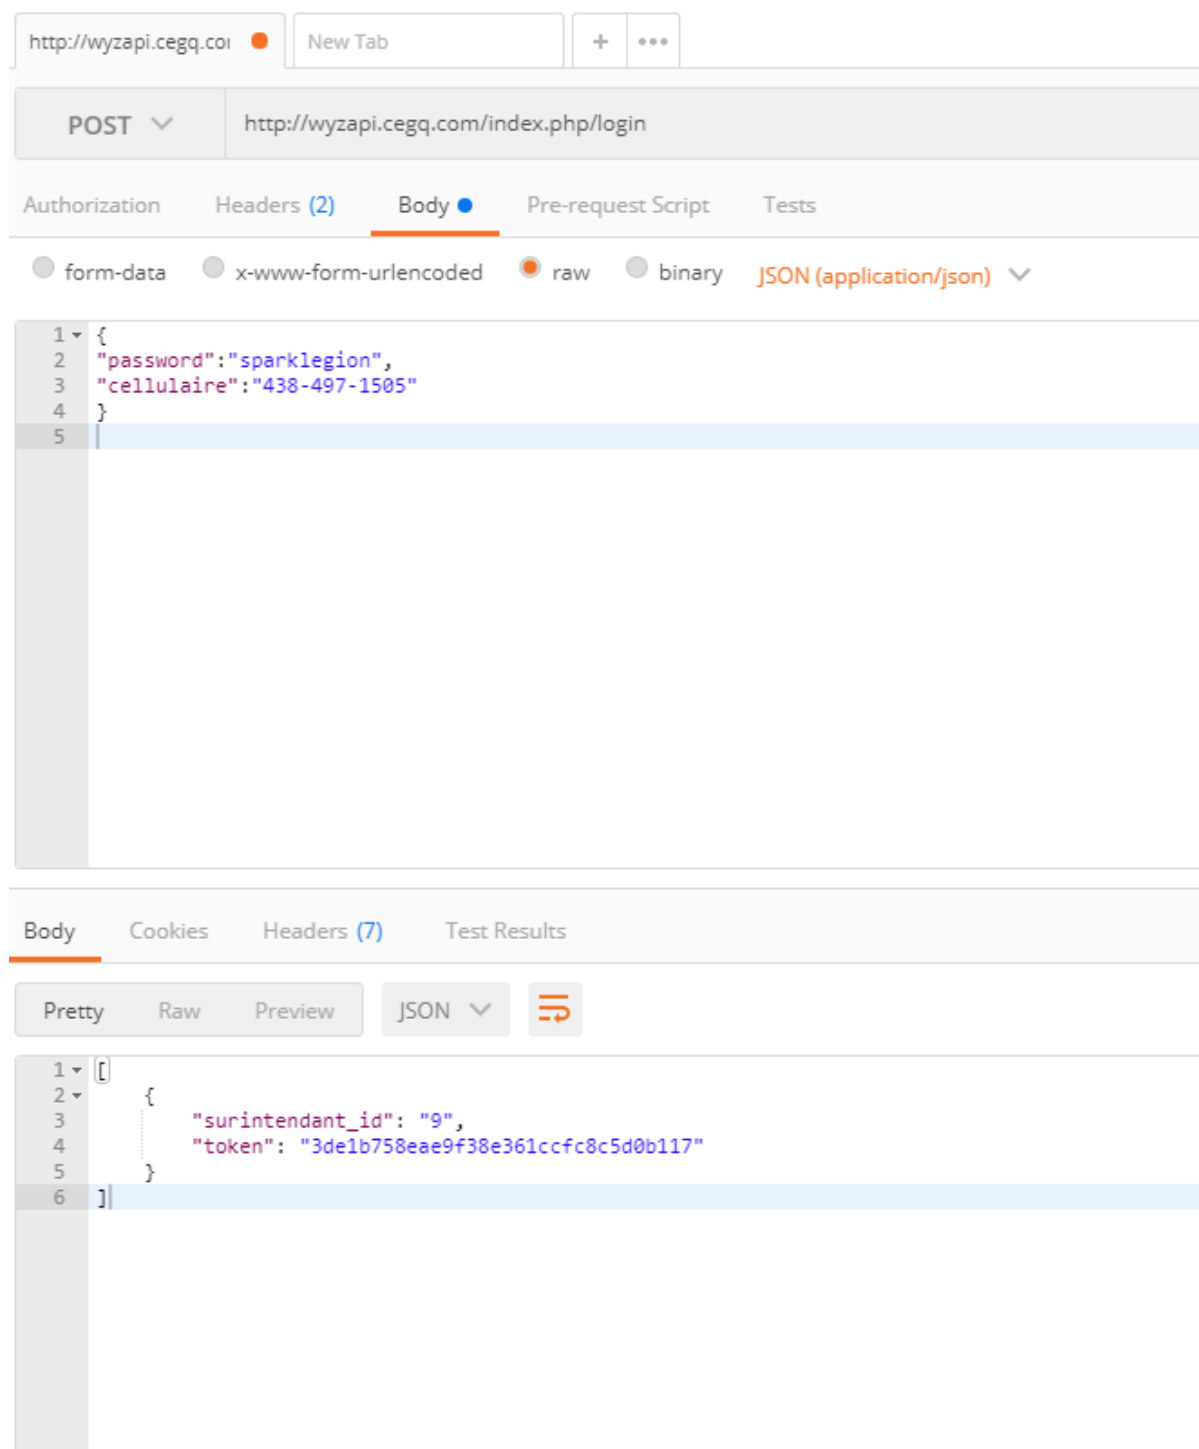 http://wyzapi.cegq.co
New Tab
+
•••
POST
http://wyzapi.cegq.com/index.php/login
Authorization
Headers (2)
Body
Pre-request Script
Tests
form-data
x-www-form-urlencoded
raw
binary
JSON (application/json)
1 {
2 "password":"sparklegion",
3 "cellulaire":"438-497-1505"
4 }
5
Body
Cookies
Headers (7)
Test Results
Pretty
Raw
Preview
JSON
1 [
2 {
3 "surintendant_id": "9",
4 "token": "3de1b758eae9f38e361ccfc8c5d0b117"
5 }
6 ]